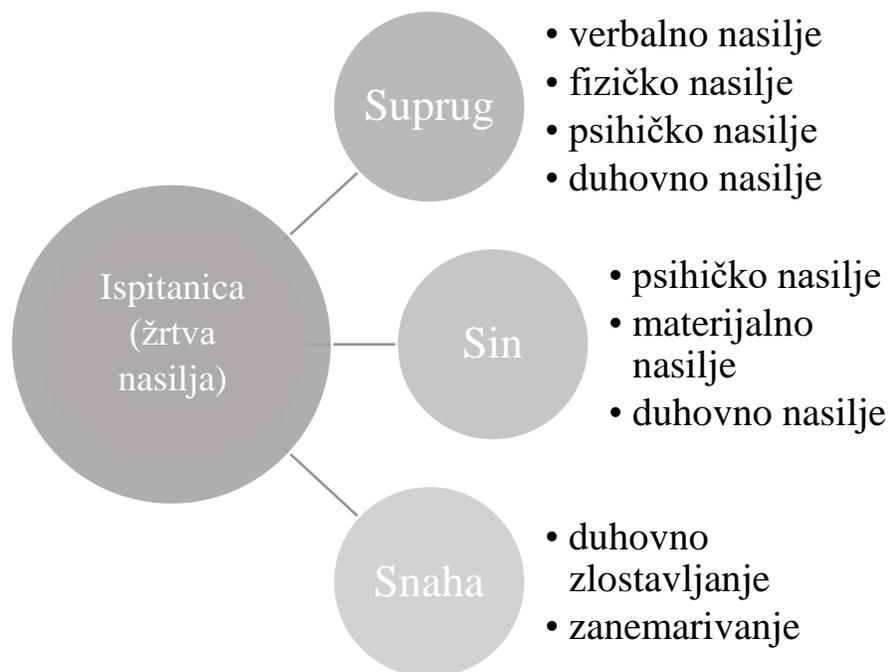 Suprug
• verbalno nasilje
• fizičko nasilje
• psihičko nasilje
• duhovno nasilje
Ispitanica
(žrtva
nasilja)
Sin
• psihičko nasilje
• materijalno
nasilje
• duhovno nasilje
Snaha
• duhovno
zlostavljanje
• zanemarivanje